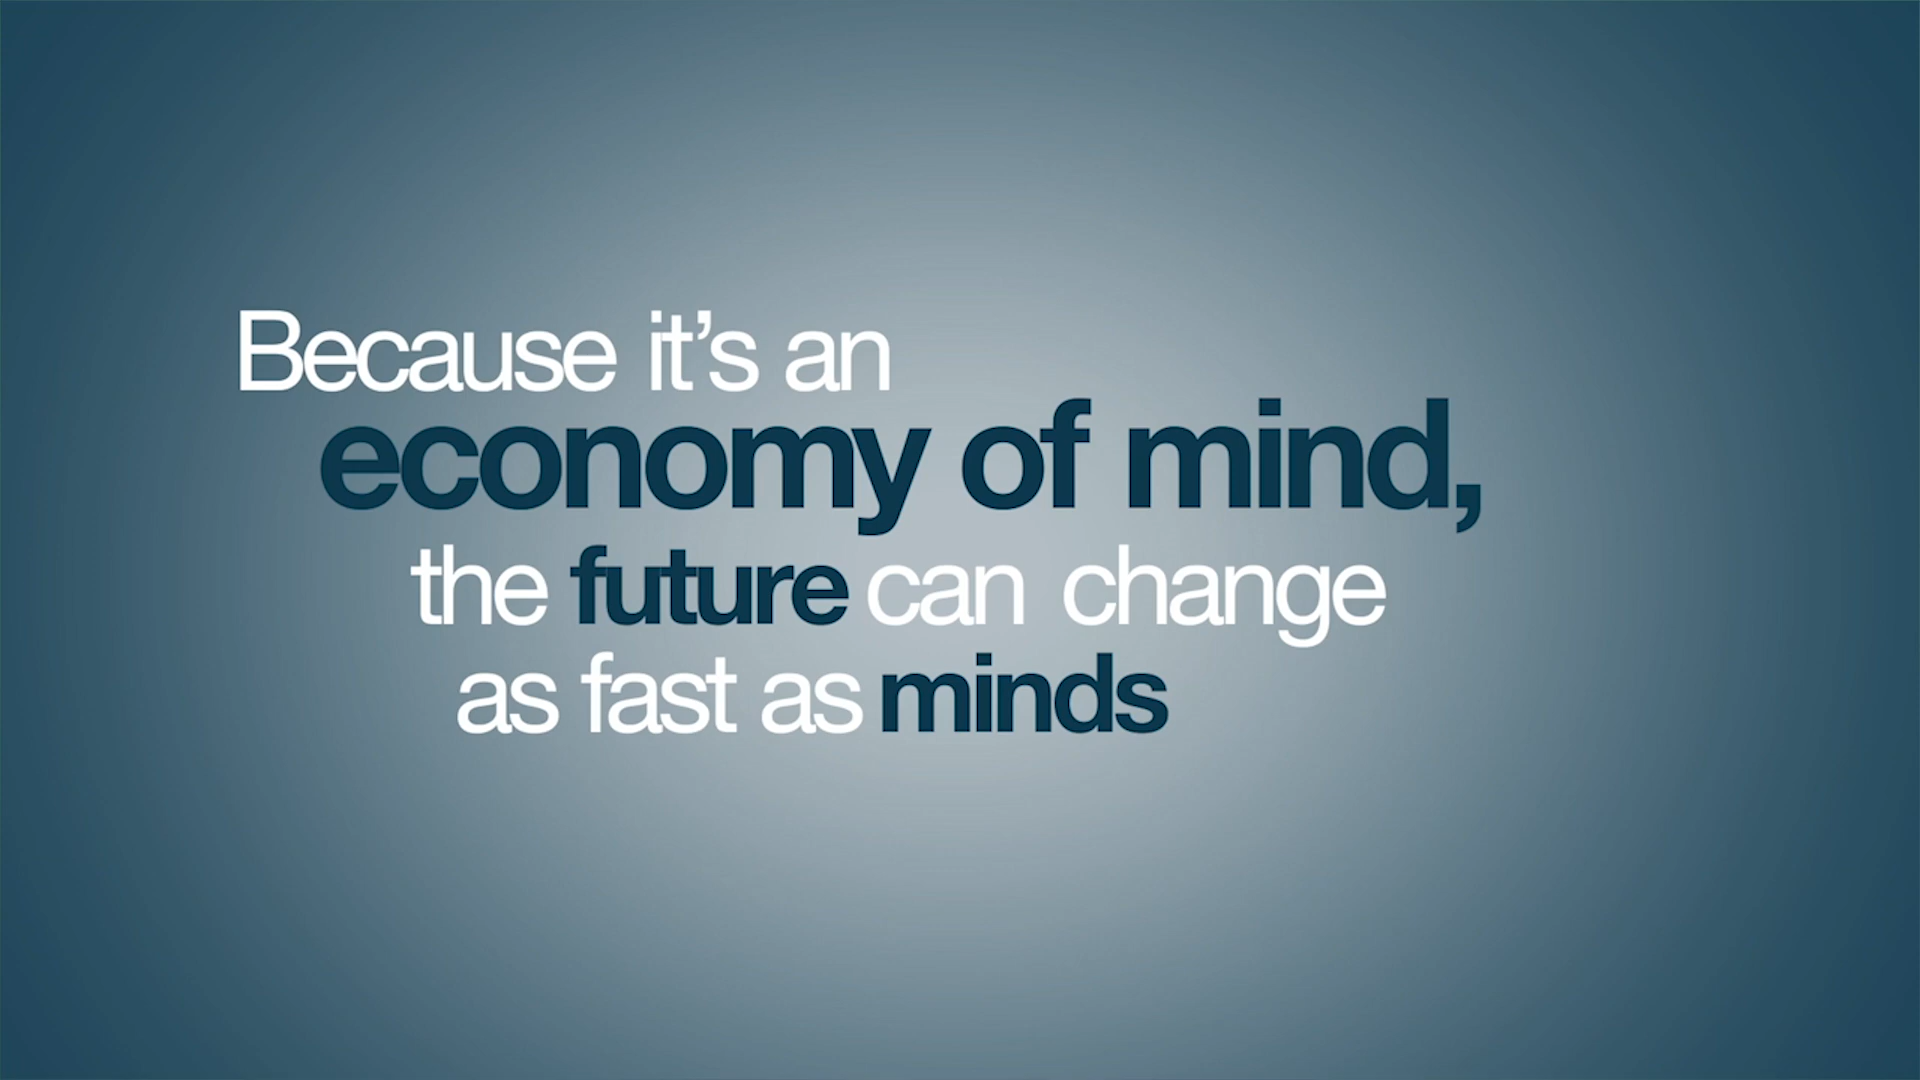 Because it’s an
economy of mind,
the future can change
as fast as minds